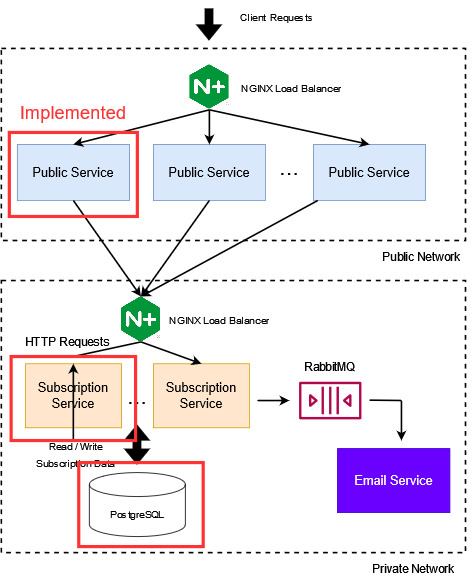 Client Requests
N+
NGINX Load Balancer
Implemented
Public Service
Public Service
...
Public Service
Public Network
N+
NGINX Load Balancer
HTTP Requests
Subscription
Service
...
Subscription
Service
RabbitMQ
Read / Write
Subscription Data
Email Service
PostgreSQL
Private Network